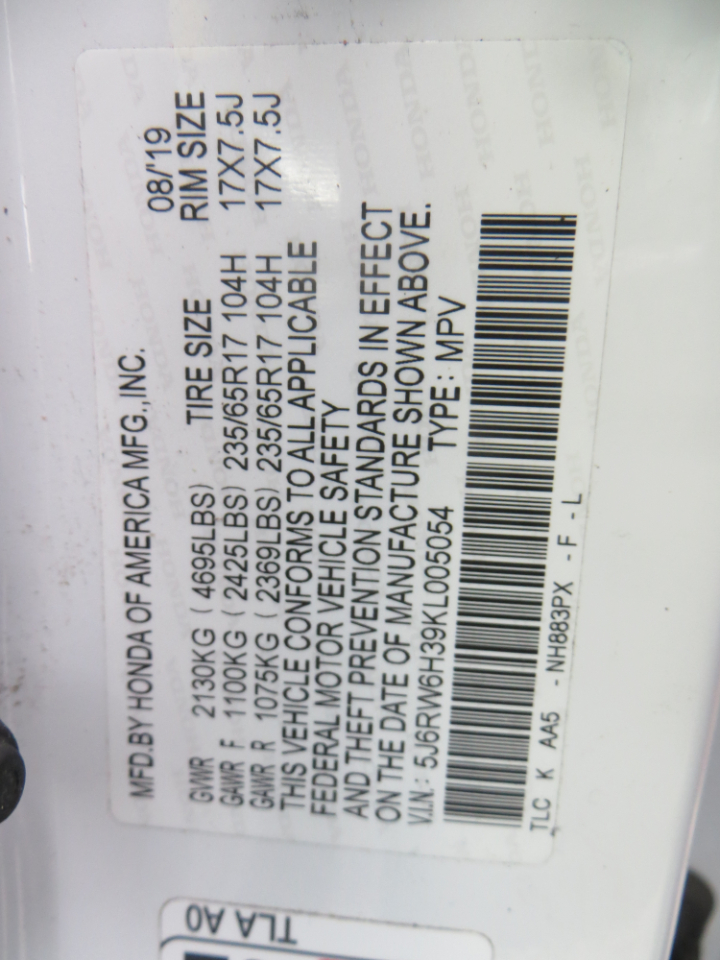 MFD.BY HONDA OF AMERICA MFG.,INC. 08/'19
GVWR 2130KG ( 4695LBS) TIRE SIZE RIM SIZE
GAWR F 1100KG ( 2425LBS) 235/65R17 104H 17X7.5J
GAWR R 1075KG ( 2369LBS) 235/65R17 104H 17X7.5J
THIS VEHICLE CONFORMS TO ALL APPLICABLE
FEDERAL MOTOR VEHICLE SAFETY
AND THEFT PREVENTION STANDARDS IN EFFECT
ON THE DATE OF MANUFACTURE SHOWN ABOVE.
V.I.N.: 5J6RW6H39KL005054 TYPE: MPV
TLC K AA5 - NH883PX - F - L
TLA A0